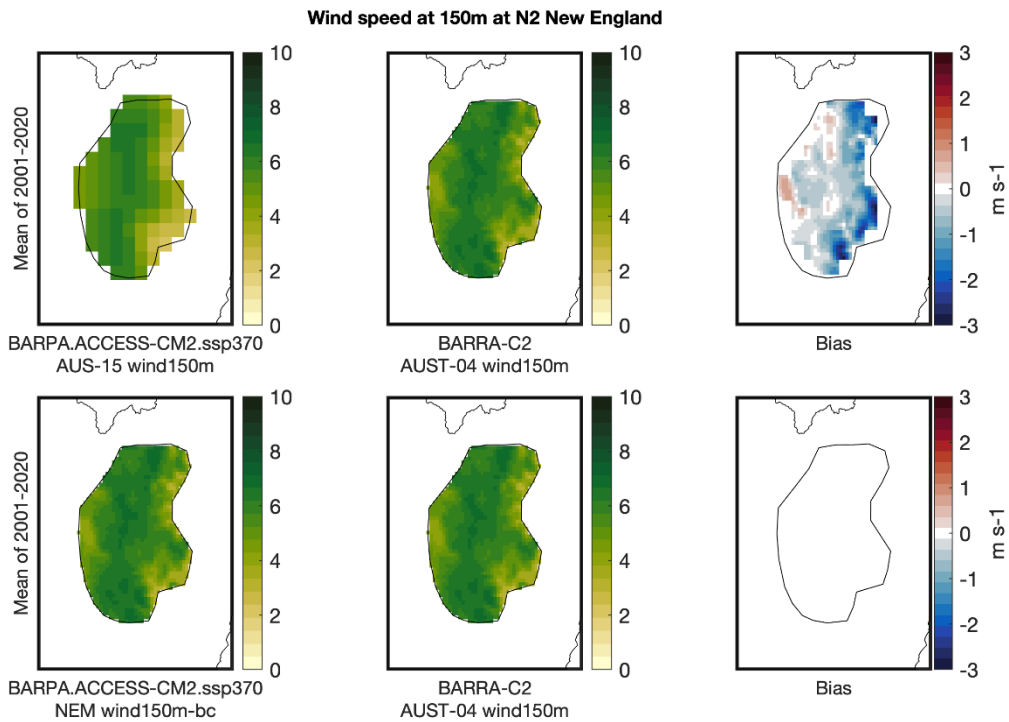 Wind speed at 150m at N2 New England
Mean of 2001-2020
10
8
6
4
2
0
BARPA.ACCESS-CM2.ssp370
AUS-15 wind150m
10
8
6
4
2
0
BARRA-C2
AUST-04 wind150m
3
2
1
0
-1
-2
-3
m s-1
Bias
Mean of 2001-2020
10
8
6
4
2
0
BARPA.ACCESS-CM2.ssp370
NEM wind150m-bc
10
8
6
4
2
0
BARRA-C2
AUST-04 wind150m
3
2
1
0
-1
-2
-3
m s-1
Bias